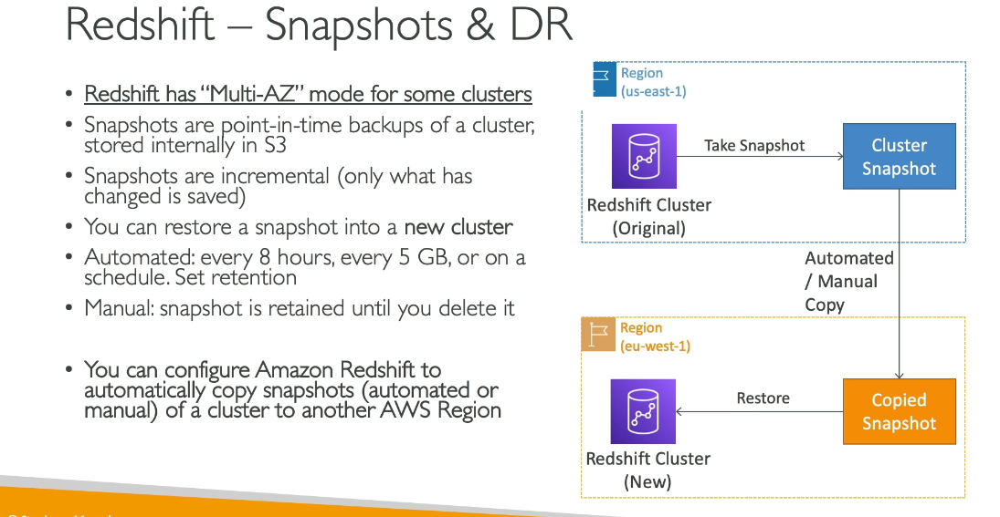 Redshift – Snapshots & DR
• Redshift has “Multi-AZ” mode for some clusters
• Snapshots are point-in-time backups of a cluster,
stored internally in S3
• Snapshots are incremental (only what has
changed is saved)
• You can restore a snapshot into a new cluster
• Automated: every 8 hours, every 5 GB, or on a
schedule. Set retention
• Manual: snapshot is retained until you delete it
• You can configure Amazon Redshift to
automatically copy snapshots (automated or
manual) of a cluster to another AWS Region
Region
(us-east-1)
Redshift Cluster
(Original)
Take Snapshot
Cluster
Snapshot
Automated
/ Manual
Copy
Region
(eu-west-1)
Copied
Snapshot
Restore
Redshift Cluster
(New)